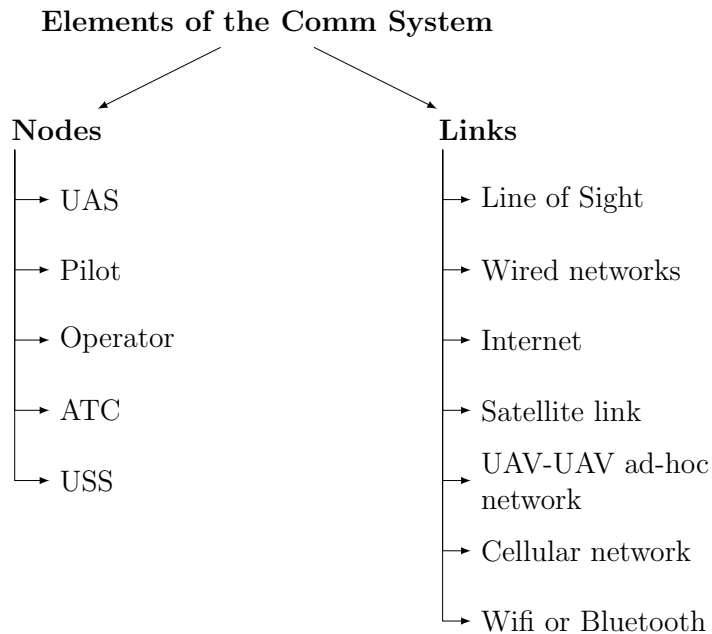 Elements of the Comm System
Nodes
UAS
Pilot
Operator
ATC
USS
Links
Line of Sight
Wired networks
Internet
Satellite link
UAV-UAV ad-hoc
network
Cellular network
Wifi or Bluetooth